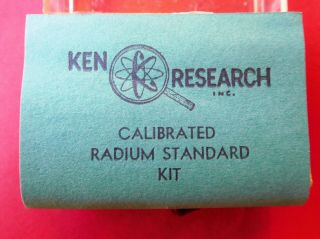 KEN RESEARCH
INC.
CALIBRATED
RADIUM STANDARD
KIT